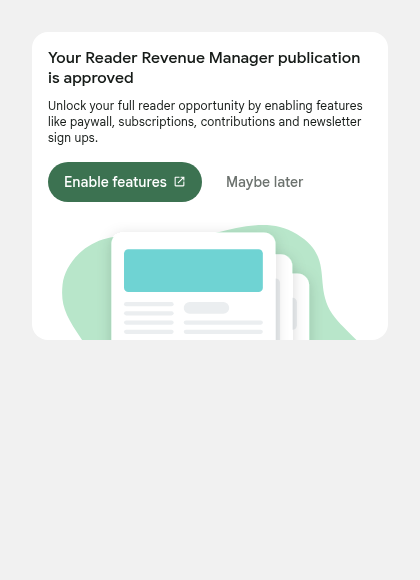 Your Reader Revenue Manager publication
is approved
Unlock your full reader opportunity by enabling features
like paywall, subscriptions, contributions and newsletter
sign ups.
Enable features
Maybe later